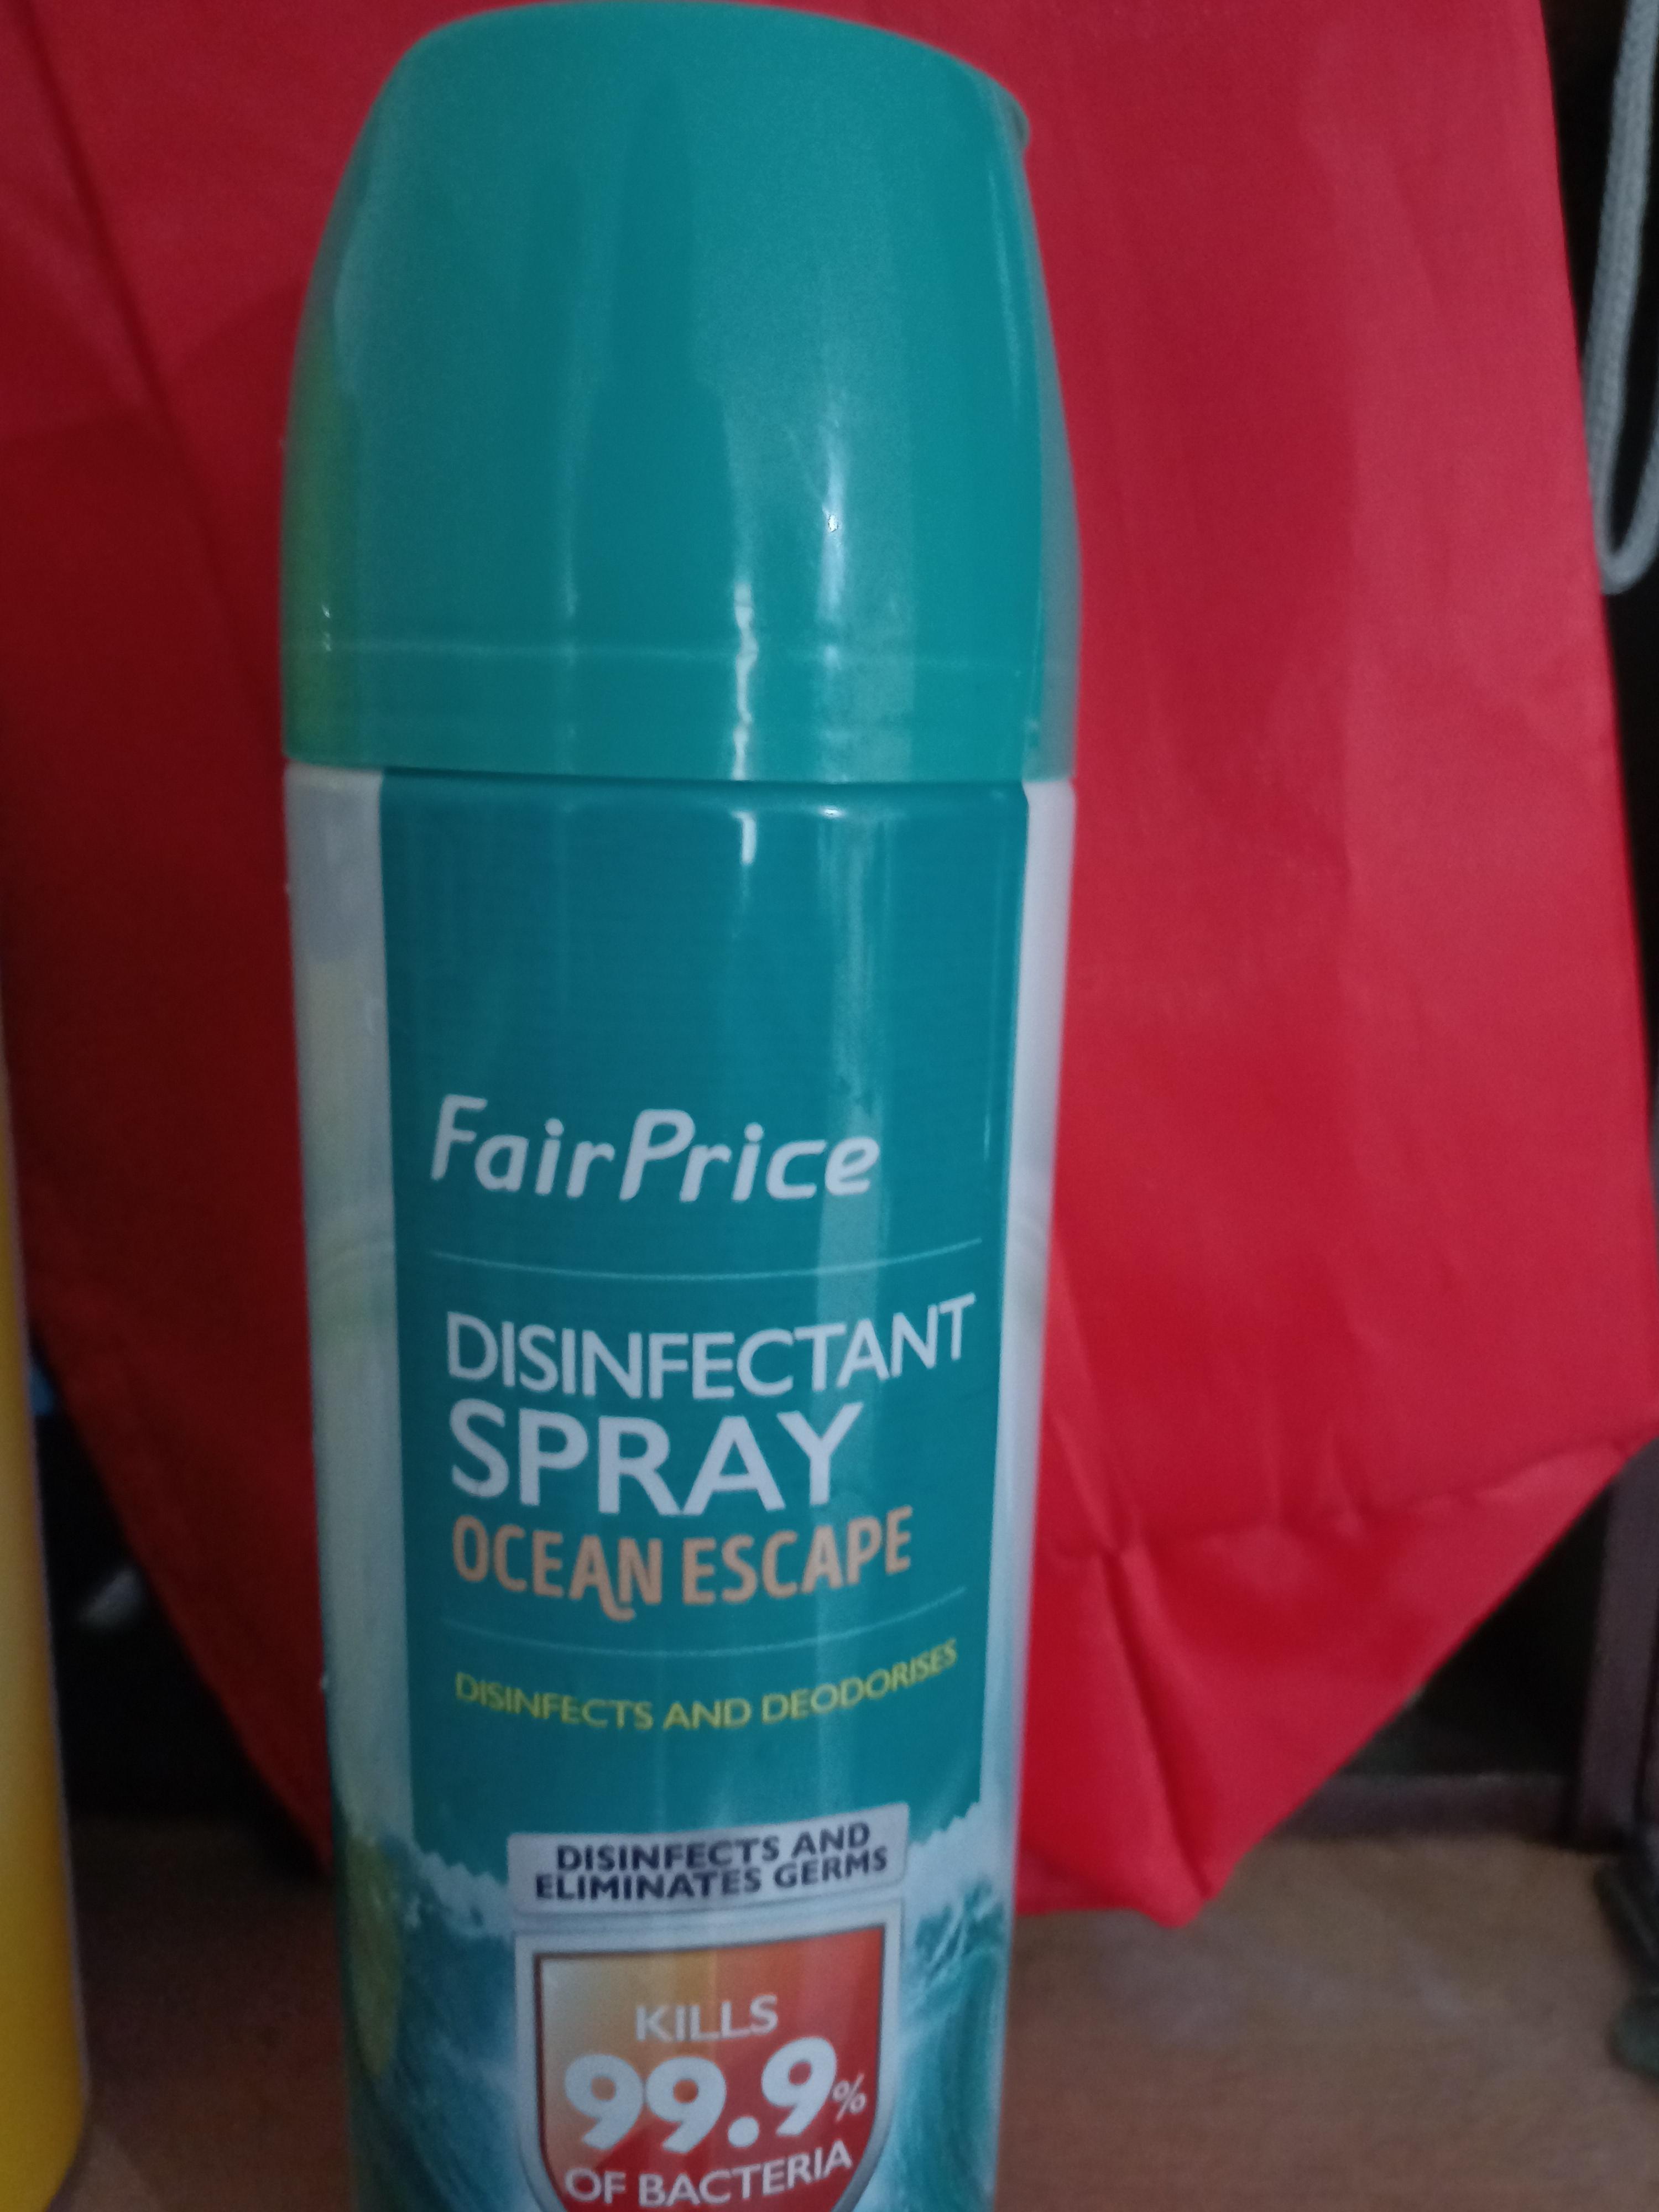 FairPrice
DISINFECTANT
SPRAY
OCEAN ESCAPE
DISINFECTS AND DEODORISES
DISINFECTS AND
ELIMINATES GERMS
KILLS
99.9%
OF BACTERIA